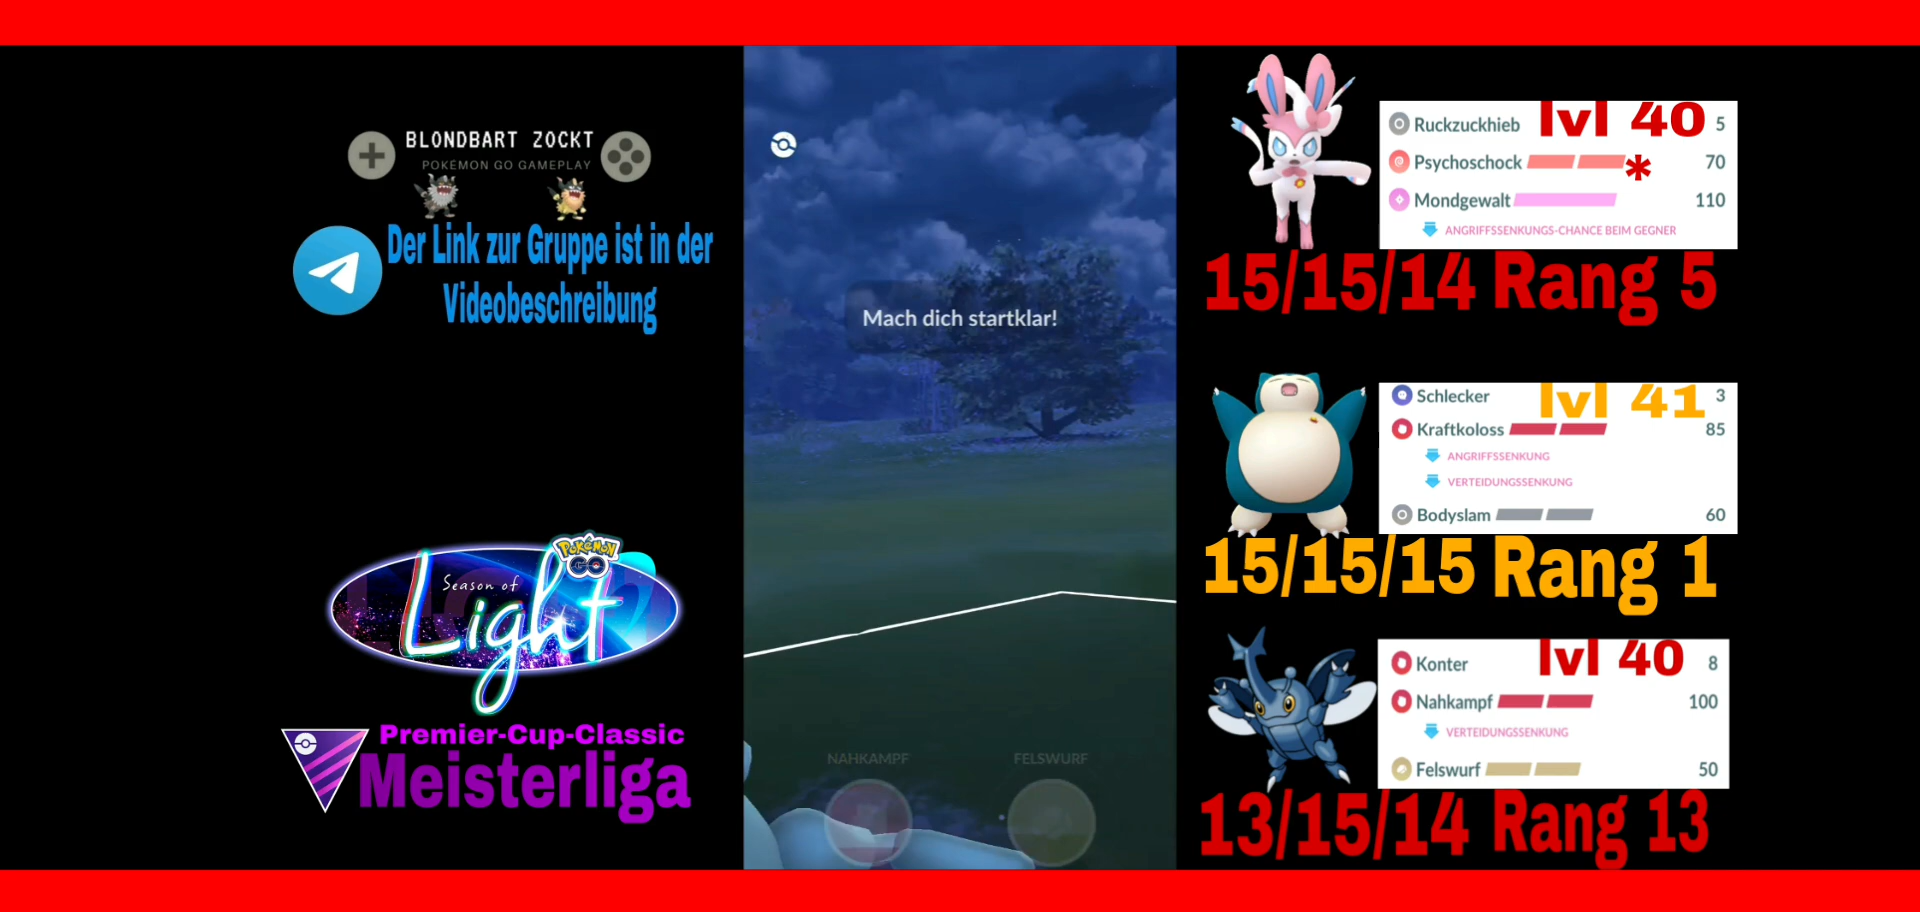 BLONDBART ZOCKT
POKÉMON GO GAMEPLAY
Der Link zur Gruppe ist in der
Videobeschreibung
POKÉMON
GO
Season of
Light
Premier-Cup-Classic
Meisterliga
Mach dich startklar!
NAHKAMPF
FELSWURF
Ruckzuckhieb lvl 40 5
Psychoschock * 70
Mondgewalt 110
ANGRIFFSSENKUNGS-CHANCE BEIM GEGNER
15/15/14 Rang 5
Schlecker lvl 41 3
Kraftkoloss 85
ANGRIFFSSENKUNG
VERTEIDUNGSSENKUNG
Bodyslam 60
15/15/15 Rang 1
Konter lvl 40 8
Nahkampf 100
VERTEIDUNGSSENKUNG
Felswurf 50
13/15/14 Rang 13